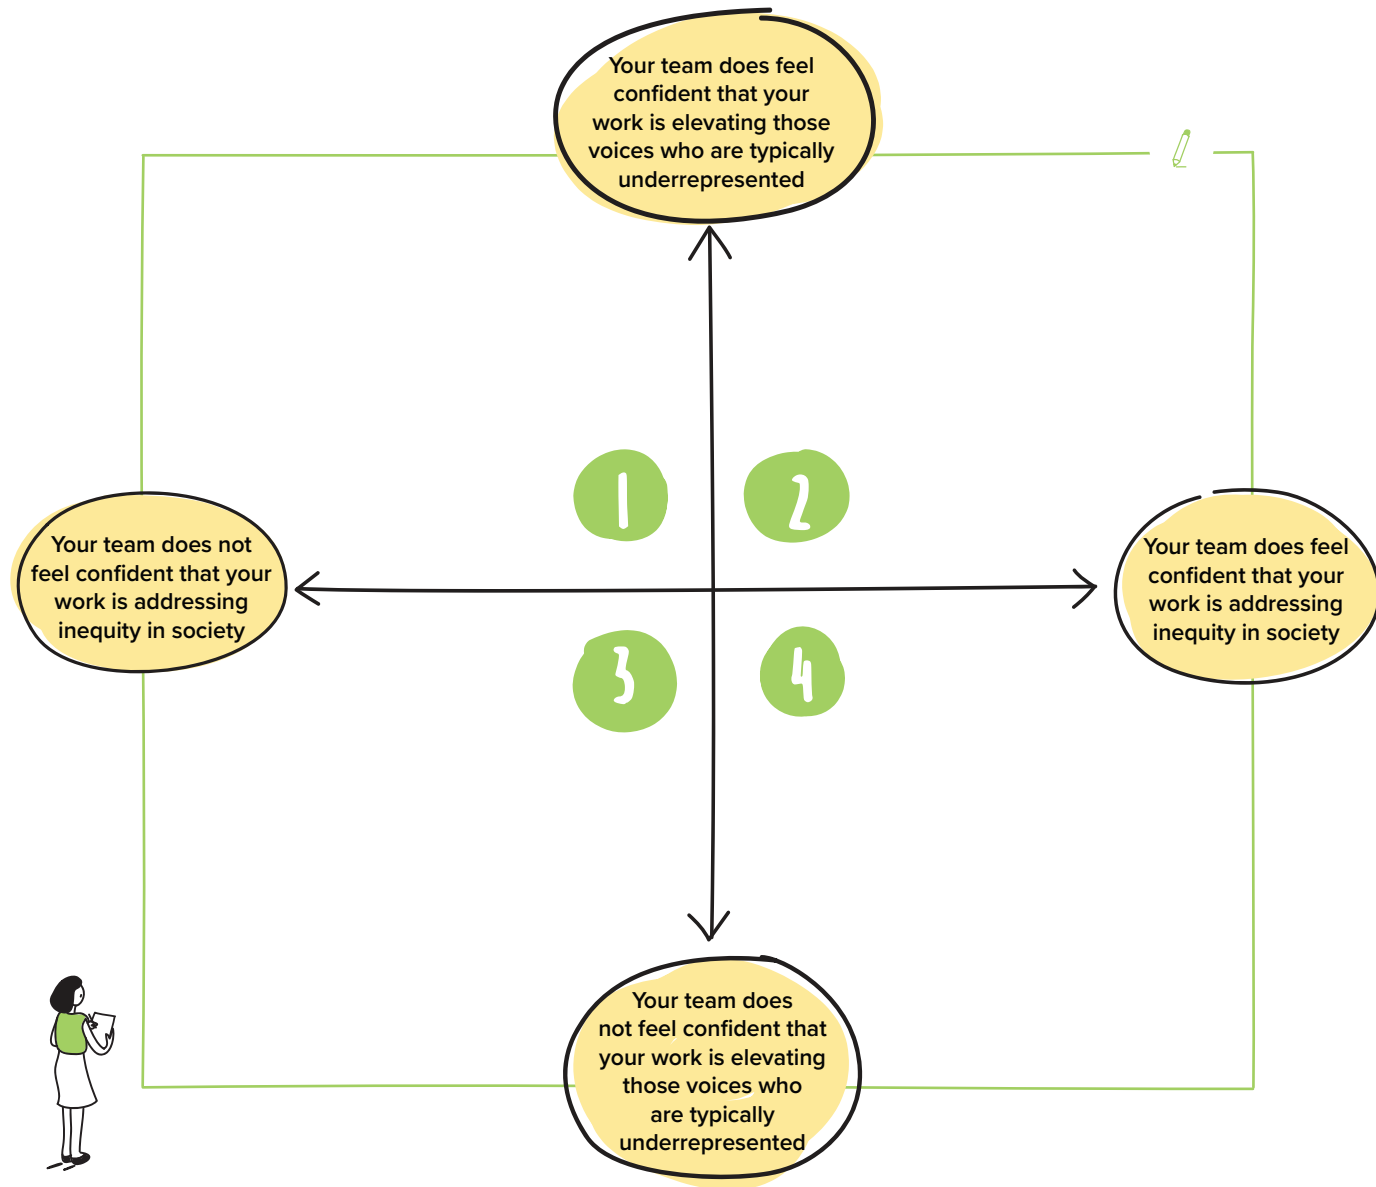 Your team does feel
confident that your
work is elevating those
voices who are typically
underrepresented
1
2
Your team does not
feel confident that your
work is addressing
inequity in society
Your team does feel
confident that your
work is addressing
inequity in society
3
4
Your team does
not feel confident that
your work is elevating
those voices who
are typically
underrepresented